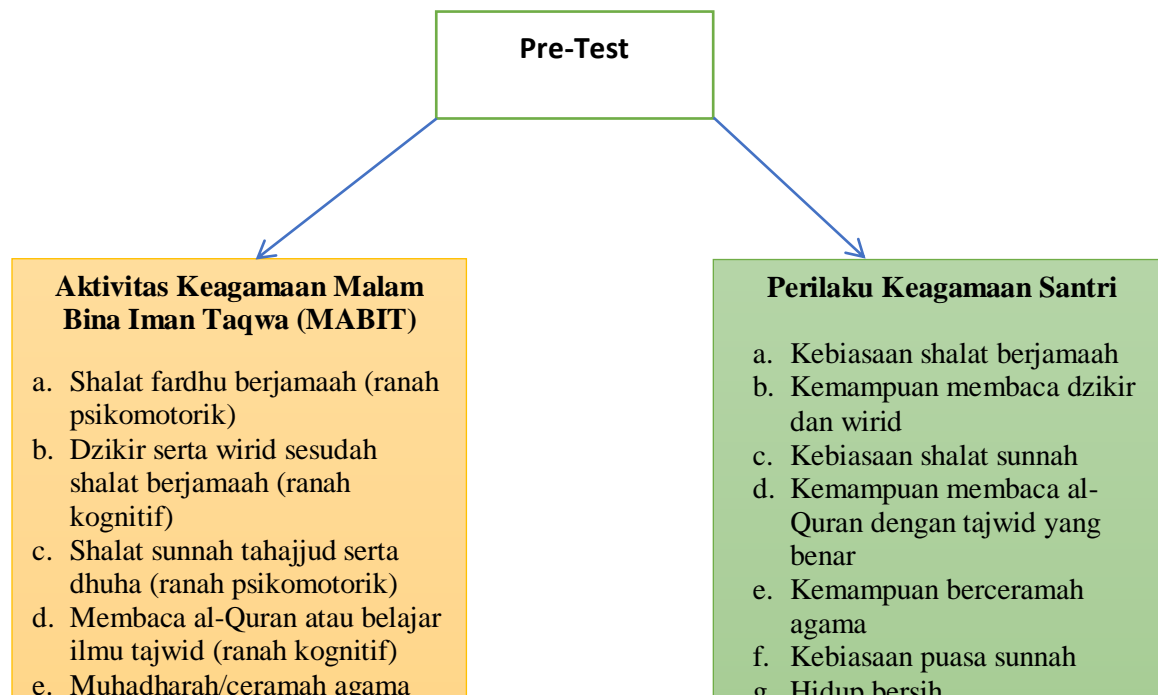 Pre-Test
Aktivitas Keagamaan Malam
Bina Iman Taqwa (MABIT)
a. Shalat fardhu berjamaah (ranah
psikomotorik)
b. Dzikir serta wirid sesudah
shalat berjamaah (ranah
kognitif)
c. Shalat sunnah tahajjud serta
dhuha (ranah psikomotorik)
d. Membaca al-Quran atau belajar
ilmu tajwid (ranah kognitif)
e. Muhadharah/ceramah agama
Perilaku Keagamaan Santri
a. Kebiasaan shalat berjamaah
b. Kemampuan membaca dzikir
dan wirid
c. Kebiasaan shalat sunnah
d. Kemampuan membaca al-
Quran dengan tajwid yang
benar
e. Kemampuan berceramah
agama
f. Kebiasaan puasa sunnah
g. Hidup bersih